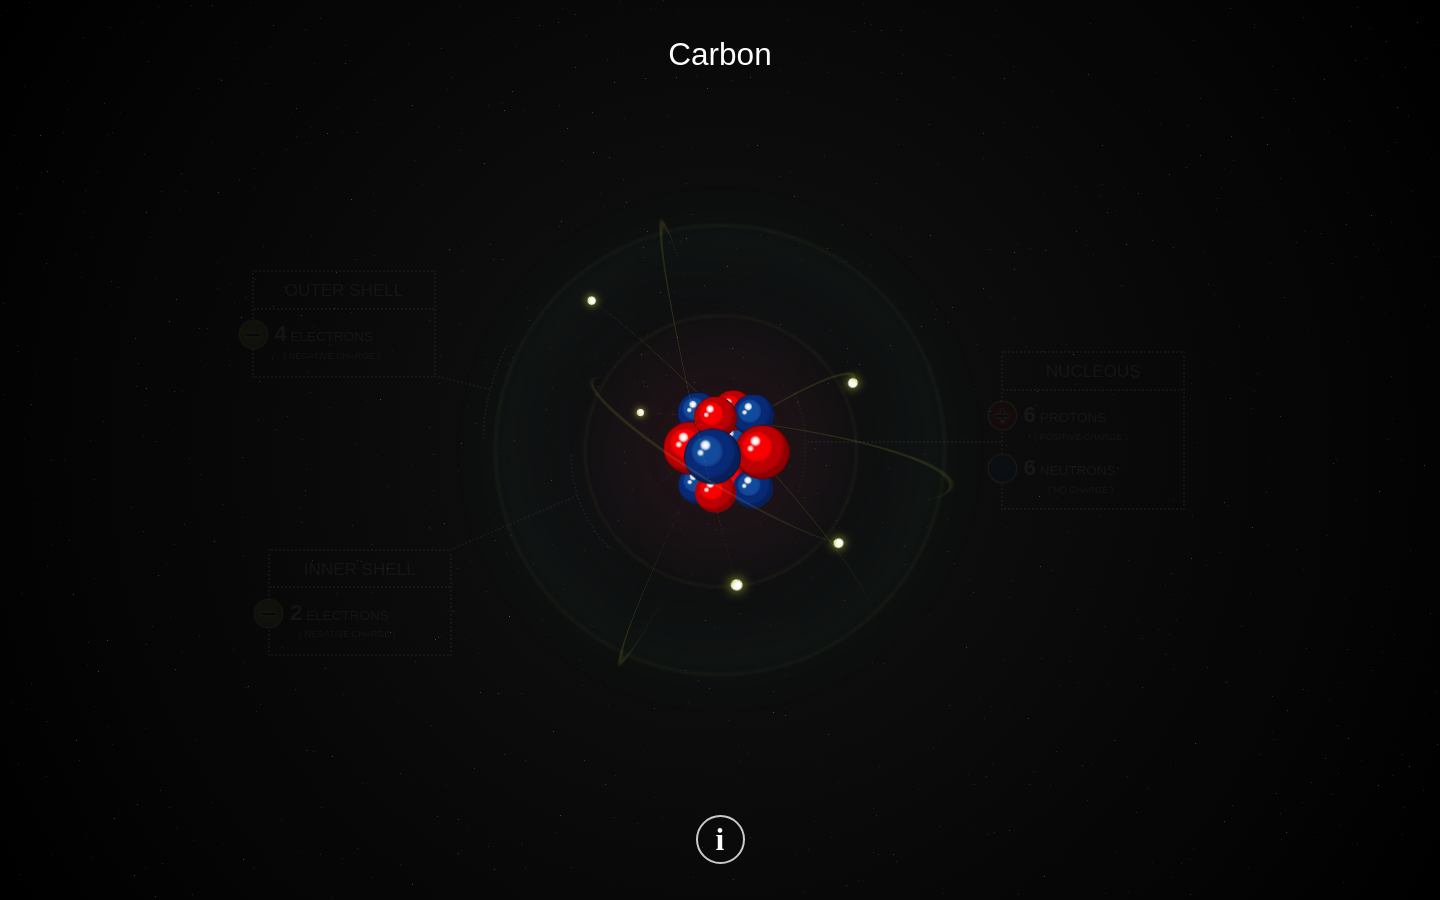 Carbon
OUTER SHELL
4 ELECTRONS
( NEGATIVE CHARGE )
NUCLEOUS
6 PROTONS
( POSITIVE CHARGE )
6 NEUTRONS
( NO CHARGE )
INNER SHELL
2 ELECTRONS
( NEGATIVE CHARGE )
i